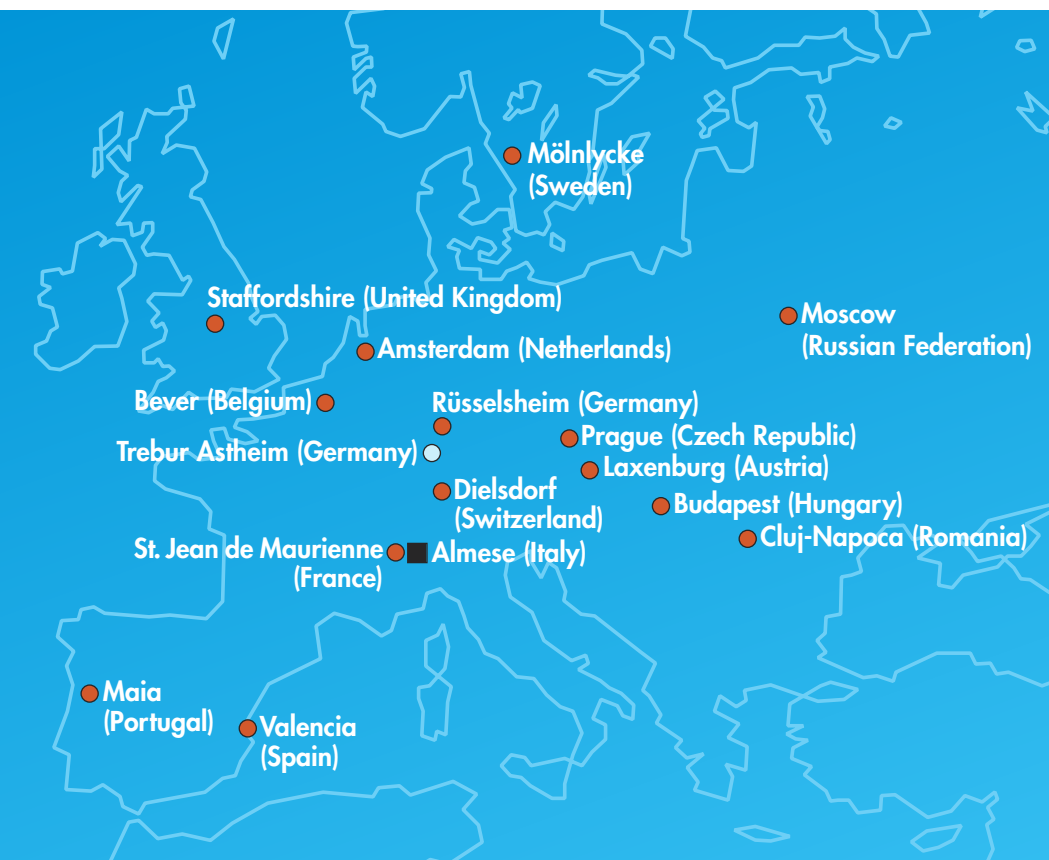 Mölnlycke
(Sweden)
Staffordshire (United Kingdom)
Moscow
(Russian Federation)
Amsterdam (Netherlands)
Bever (Belgium)
Rüsselsheim (Germany)
Prague (Czech Republic)
Trebur Astheim (Germany)
Laxenburg (Austria)
Dielsdorf
(Switzerland)
Budapest (Hungary)
Cluj-Napoca (Romania)
St. Jean de Maurienne
(France)
Almese (Italy)
Maia
(Portugal)
Valencia
(Spain)